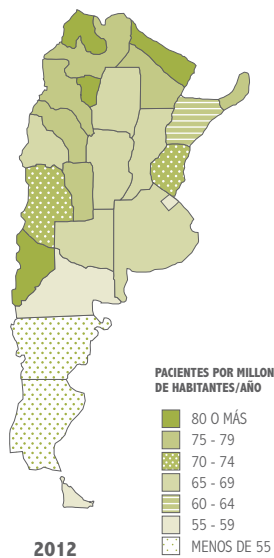 PACIENTES POR MILLON
DE HABITANTES/AÑO
80 O MÁS
75 - 79
70 - 74
65 - 69
60 - 64
55 - 59
MENOS DE 55
2012